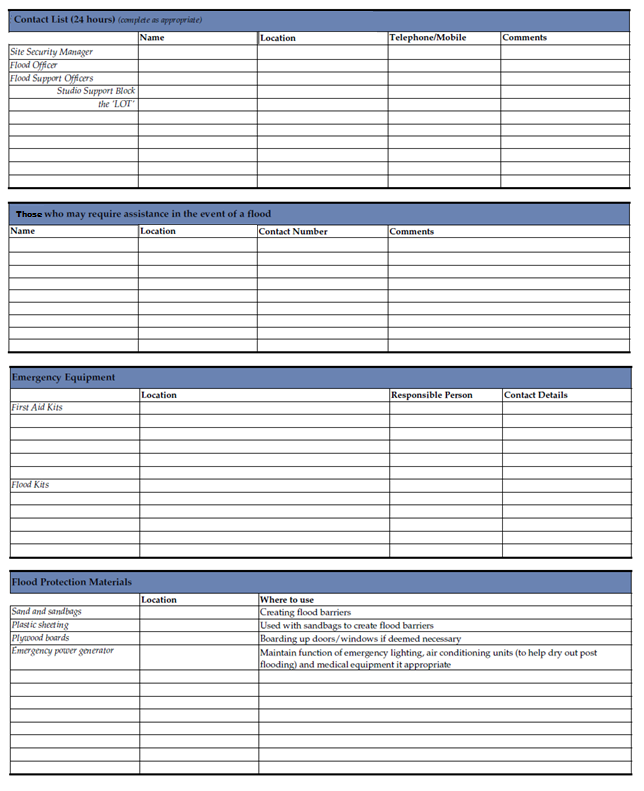 Contact List (24 hours) (complete as appropriate)
Name Location Telephone/Mobile Comments
Site Security Manager
Flood Officer
Flood Support Officers
Studio Support Block
the 'LOT'
Those who may require assistance in the event of a flood
Name Location Contact Number Comments
Emergency Equipment
Location Responsible Person Contact Details
First Aid Kits
Flood Kits
Flood Protection Materials
Location Where to use
Sand and sandbags Creating flood barriers
Plastic sheeting Used with sandbags to create flood barriers
Plywood boards Boarding up doors/windows if deemed necessary
Emergency power generator Maintain function of emergency lighting, air conditioning units (to help dry out post
flooding) and medical equipment it appropriate